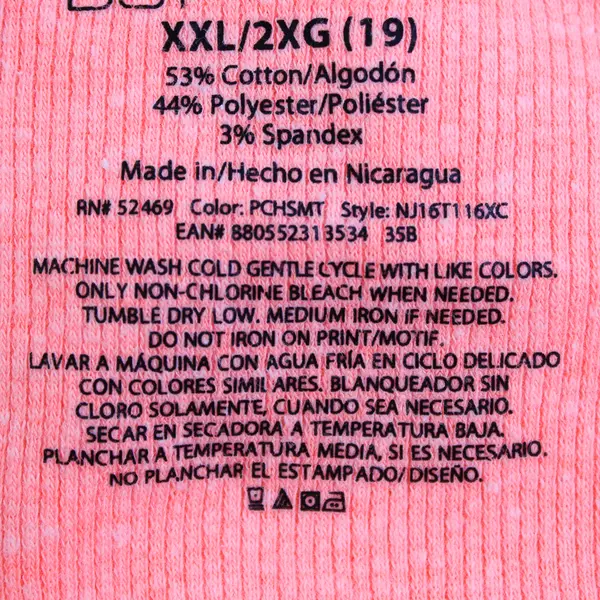 XXL/2XG (19)
53% Cotton/Algodón
44% Polyester/Poliéster
3% Spandex
Made in/Hecho en Nicaragua
RN# 52469 Color: PCHSMT Style: NJ16T116XC
EAN# 880552313534 35B
MACHINE WASH COLD GENTLE CYCLE WITH LIKE COLORS.
ONLY NON-CHLORINE BLEACH WHEN NEEDED.
TUMBLE DRY LOW. MEDIUM IRON IF NEEDED.
DO NOT IRON ON PRINT/MOTIF.
LAVAR A MÁQUINA CON AGUA FRÍA EN CICLO DELICADO
CON COLORES SIMILARES. BLANQUEADOR SIN
CLORO SOLAMENTE, CUANDO SEA NECESARIO.
SECAR EN SECADORA A TEMPERATURA BAJA.
PLANCHAR A TEMPERATURA MEDIA, SI ES NECESARIO.
NO PLANCHAR EL ESTAMPADO/DISEÑO.